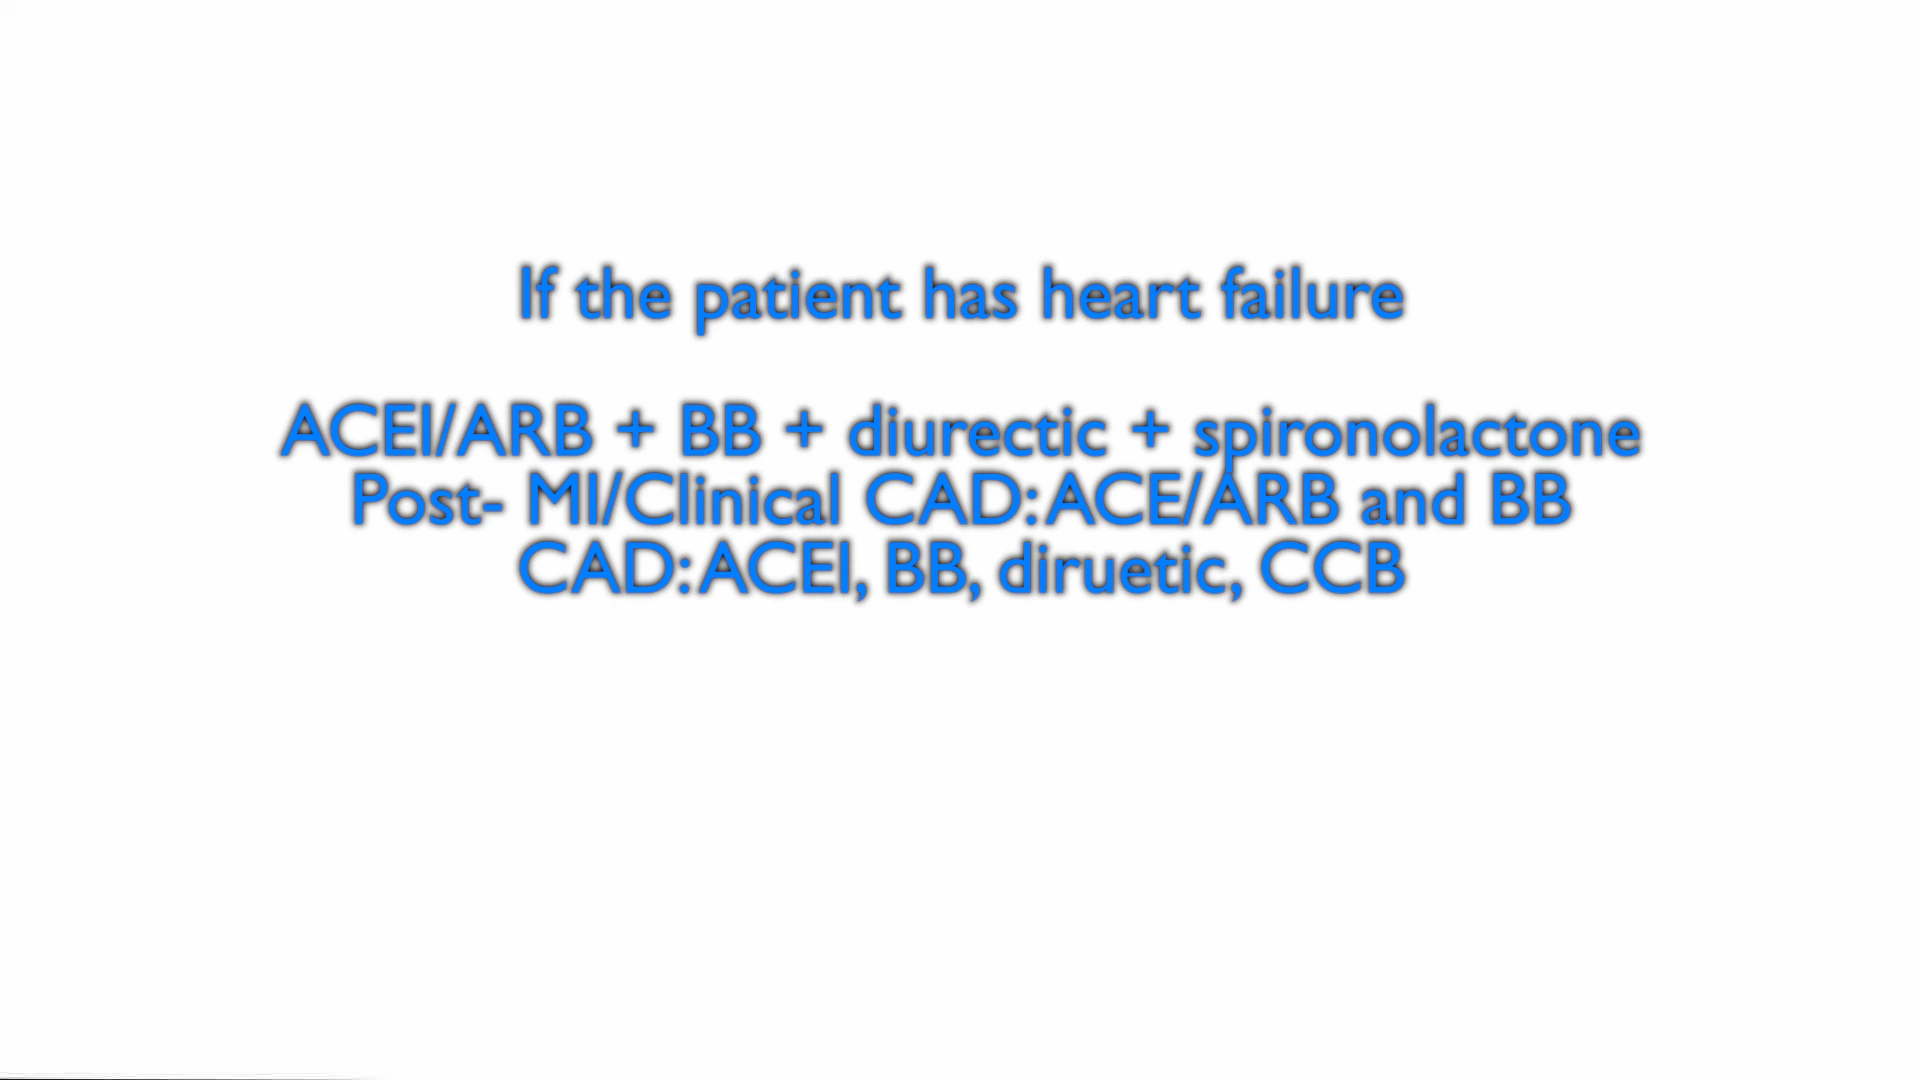 If the patient has heart failure
ACEI/ARB + BB + diurectic + spironolactone
Post- MI/Clinical CAD: ACE/ARB and BB
CAD: ACEI, BB, diruetic, CCB